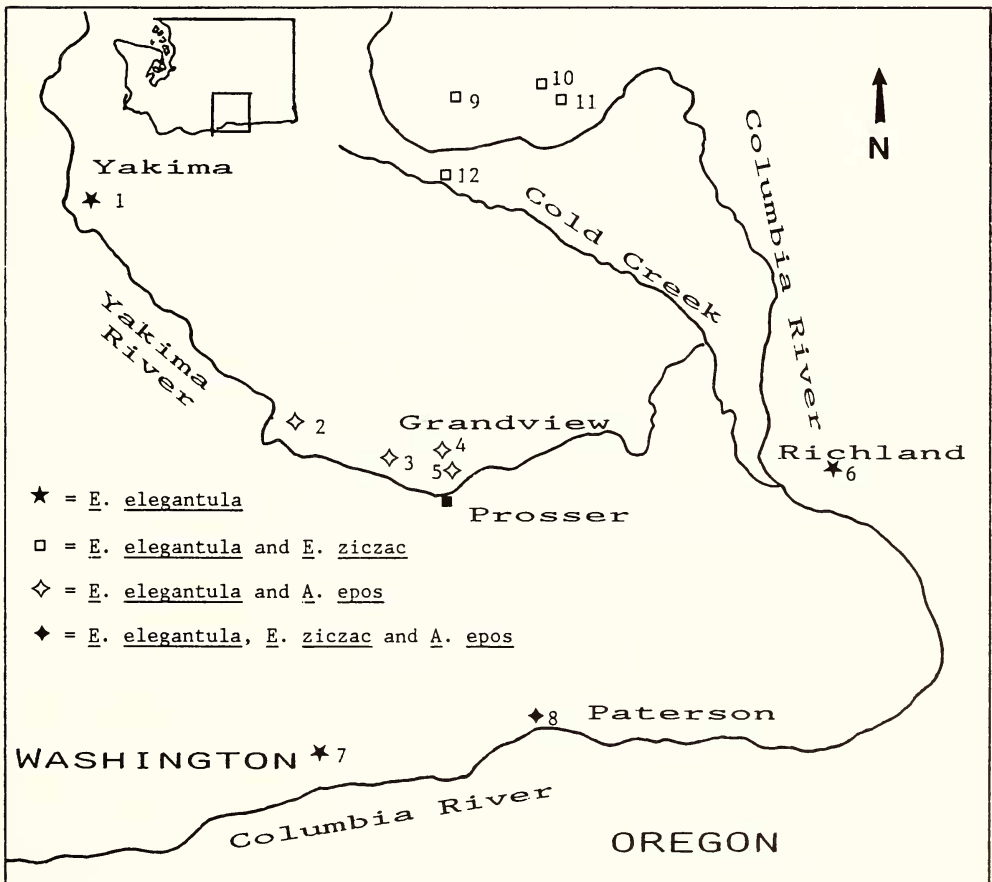 10
9
11
N
Yakima
1
12
Cold Creek
Columbia River
Yakima
River
2
Grandview
4
3
5
Richland
6
Prosser
★ = E. elegantula
□ = E. elegantula and E. ziczac
✧ = E. elegantula and A. epos
✦ = E. elegantula, E. ziczac and A. epos
8
Paterson
WASHINGTON
7
Columbia River
OREGON